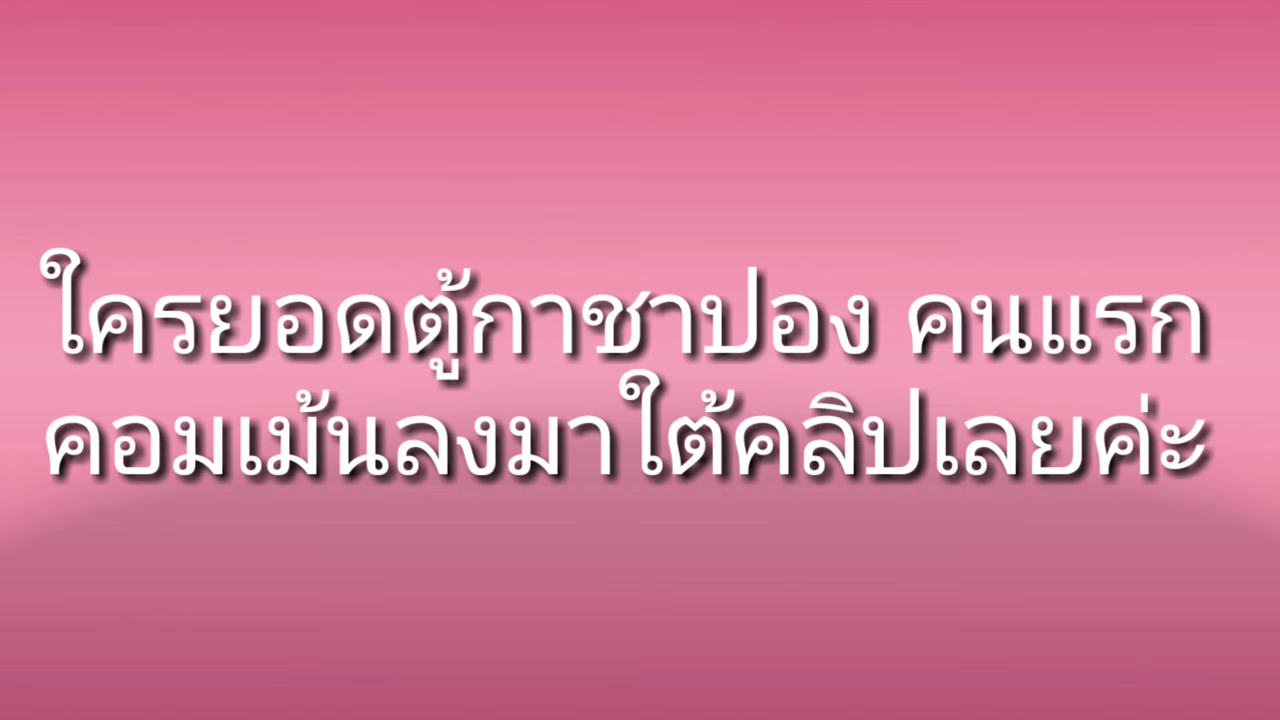 ใครยอดตู้กาชาปอง คนแรก
คอมเม้นลงมาใต้คลิปเลยค่ะ